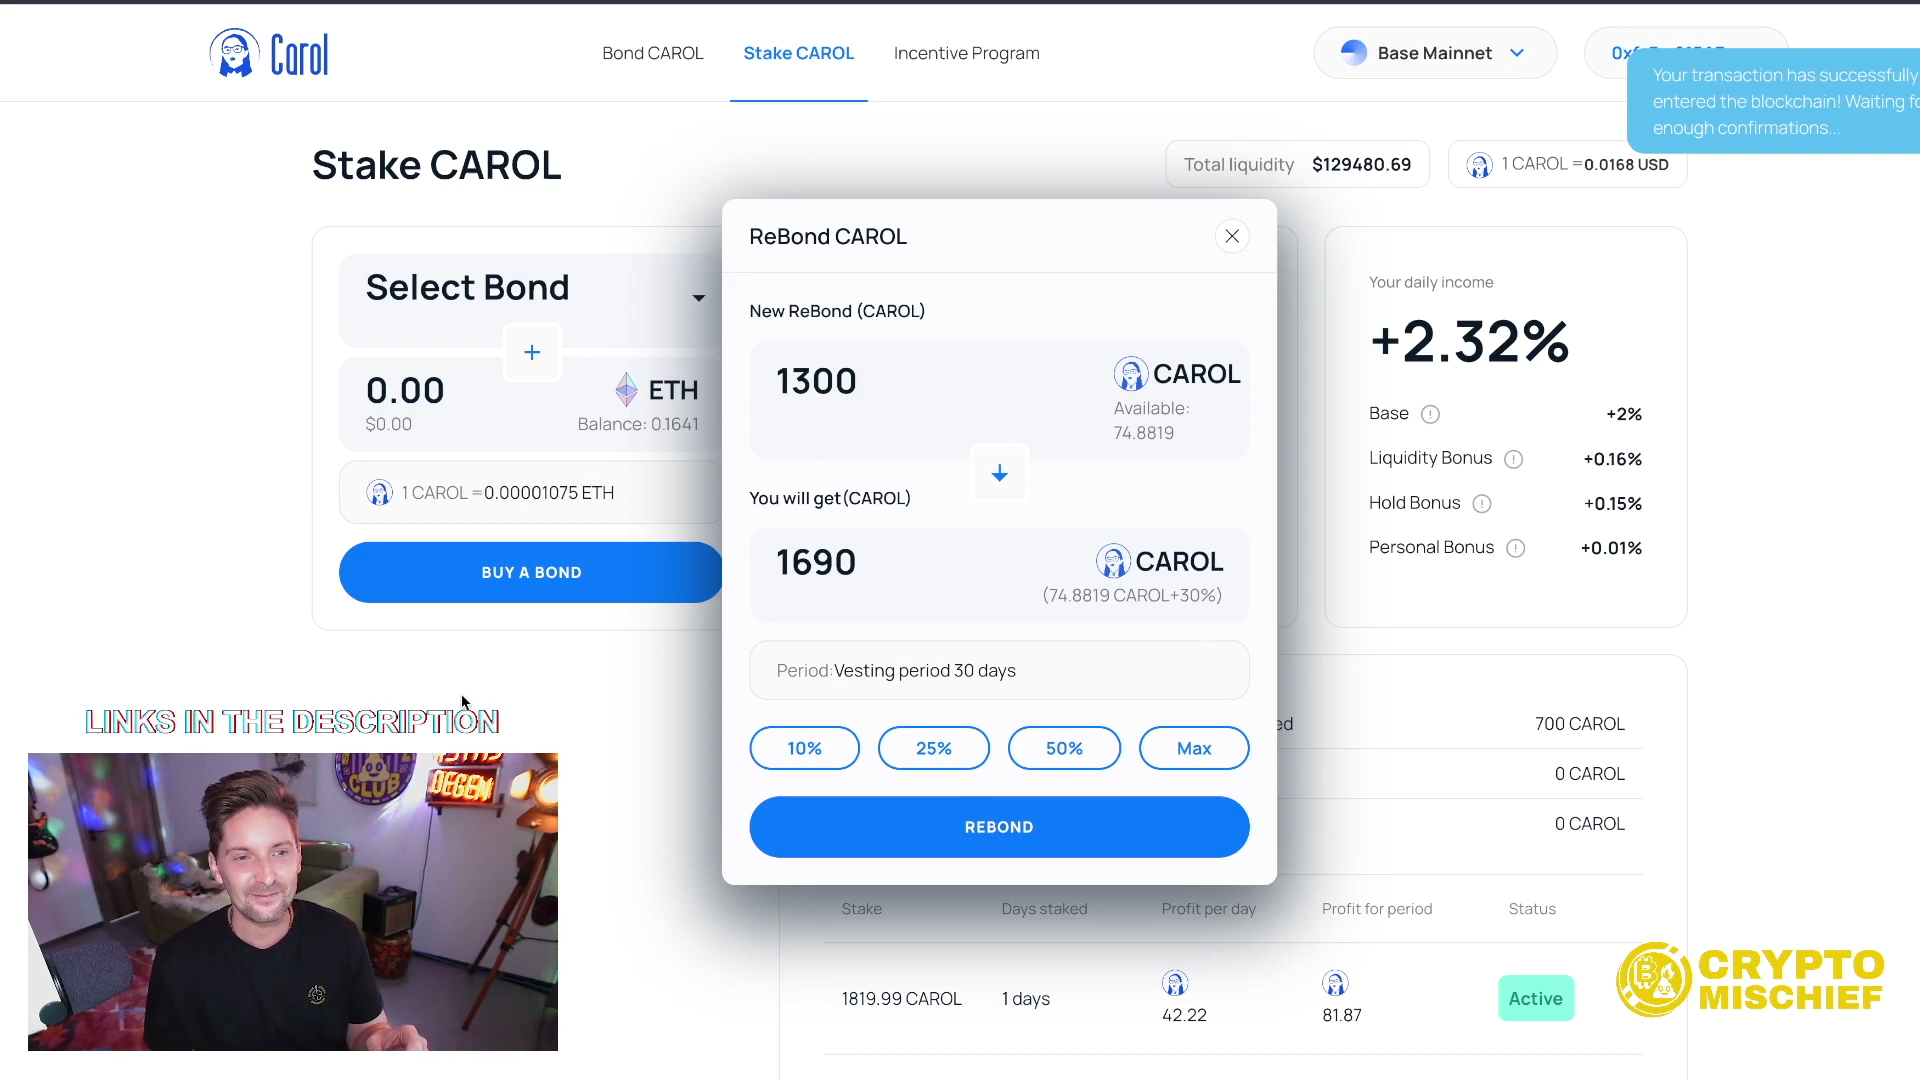 Carol
Bond CAROL
Stake CAROL
Incentive Program
Base Mainnet
Your transaction has successfully
entered the blockchain! Waiting
enough confirmations...
Stake CAROL
Total liquidity $129480.69
1 CAROL =0.0168 USD
Select Bond
0.00
$0.00
ETH
Balance: 0.1641
1 CAROL =0.00001075 ETH
BUY A BOND
ReBond CAROL
New ReBond (CAROL)
1300
CAROL
Available:
74.8819
You will get(CAROL)
1690
CAROL
(74.8819 CAROL+30%)
Period:Vesting period 30 days
10%
25%
50%
Max
REBOND
Your daily income
+2.32%
Base +2%
Liquidity Bonus +0.16%
Hold Bonus +0.15%
Personal Bonus +0.01%
700 CAROL
0 CAROL
0 CAROL
Stake
Days staked
Profit per day
Profit for period
Status
1819.99 CAROL
1 days
42.22
81.87
Active
LINKS IN THE DESCRIPTION
CLUB
DEGEN
CRYPTO
MISCHIEF